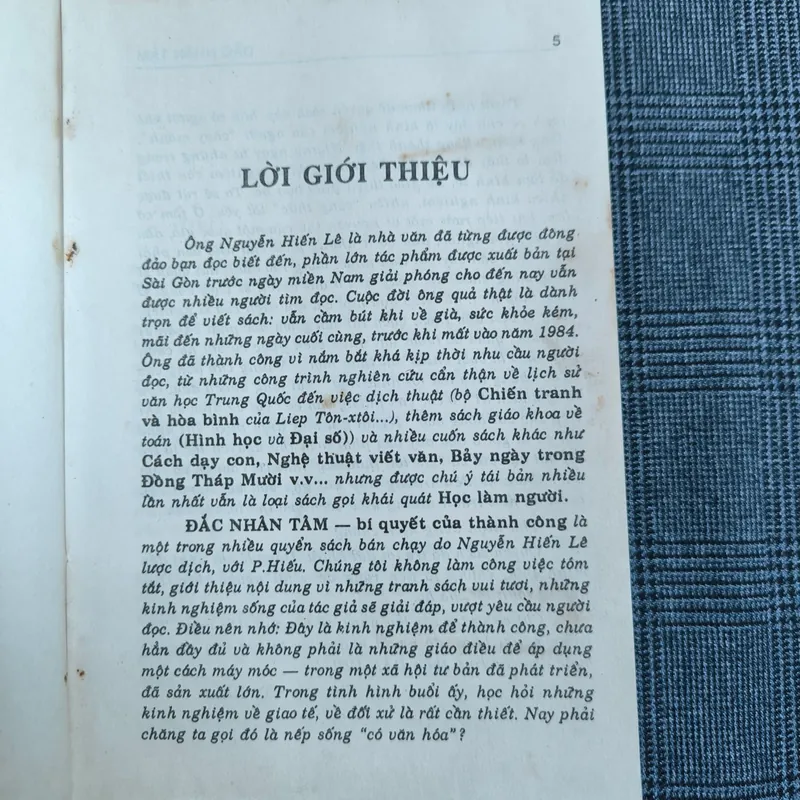 5
LỜI GIỚI THIỆU
Ông Nguyễn Hiến Lê là nhà văn đã từng được đông
đảo bạn đọc biết đến, phần lớn tác phẩm được xuất bản tại
Sài Gòn trước ngày miền Nam giải phóng cho đến nay vẫn
được nhiều người tìm đọc. Cuộc đời ông quả thật là dành
trọn để viết sách: vẫn cầm bút khi về già, sức khỏe kém,
mãi đến những ngày cuối cùng, trước khi mất vào năm 1984.
Ông đã thành công vì nắm bắt khá kịp thời nhu cầu người
đọc, từ những công trình nghiên cứu cẩn thận về lịch sử
văn học Trung Quốc đến việc dịch thuật (bộ Chiến tranh
và hòa bình của Liep Tôn-xtôi...), thêm sách giáo khoa về
toán (Hình học và Đại số)) và nhiều cuốn sách khác như
Cách dạy con, Nghệ thuật viết văn, Bảy ngày trong
Đồng Tháp Mười v.v... nhưng được chú ý tái bản nhiều
lần nhất vẫn là loại sách gọi khái quát Học làm người.
ĐẮC NHÂN TÂM — bí quyết của thành công là
một trong nhiều quyển sách bán chạy do Nguyễn Hiến Lê
lược dịch, với P.Hiếu. Chúng tôi không làm công việc tóm
tắt, giới thiệu nội dung vì những tranh sách vui tươi, những
kinh nghiệm sống của tác giả sẽ giải đáp, vượt yêu cầu người
đọc. Điều nên nhớ: Đây là kinh nghiệm để thành công, chưa
hẳn đầy đủ và không phải là những giáo điều để áp dụng
một cách máy móc — trong một xã hội tư bản đã phát triển,
đã sản xuất lớn. Trong tình hình buổi ấy, học hỏi những
kinh nghiệm về giao tế, về đối xử là rất cần thiết. Nay phải
chăng ta gọi đó là nếp sống "có văn hóa"?